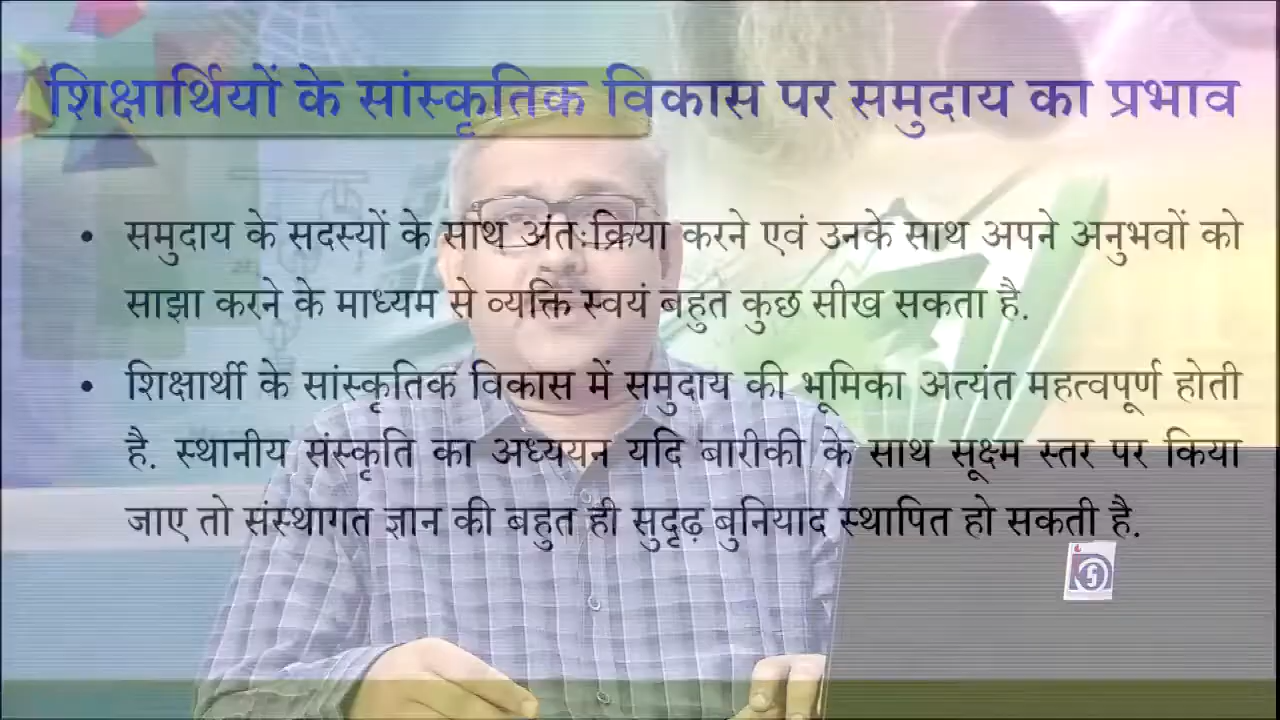 शिक्षार्थियों के सांस्कृतिक विकास पर समुदाय का प्रभाव
• समुदाय के सदस्यों के साथ अंतःक्रिया करने एवं उनके साथ अपने अनुभवों को
साझा करने के माध्यम से व्यक्ति स्वयं बहुत कुछ सीख सकता है.
• शिक्षार्थी के सांस्कृतिक विकास में समुदाय की भूमिका अत्यंत महत्वपूर्ण होती
है. स्थानीय संस्कृति का अध्ययन यदि बारीकी के साथ सूक्ष्म स्तर पर किया
जाए तो संस्थागत ज्ञान की बहुत ही सुदृढ़ बुनियाद स्थापित हो सकती है.